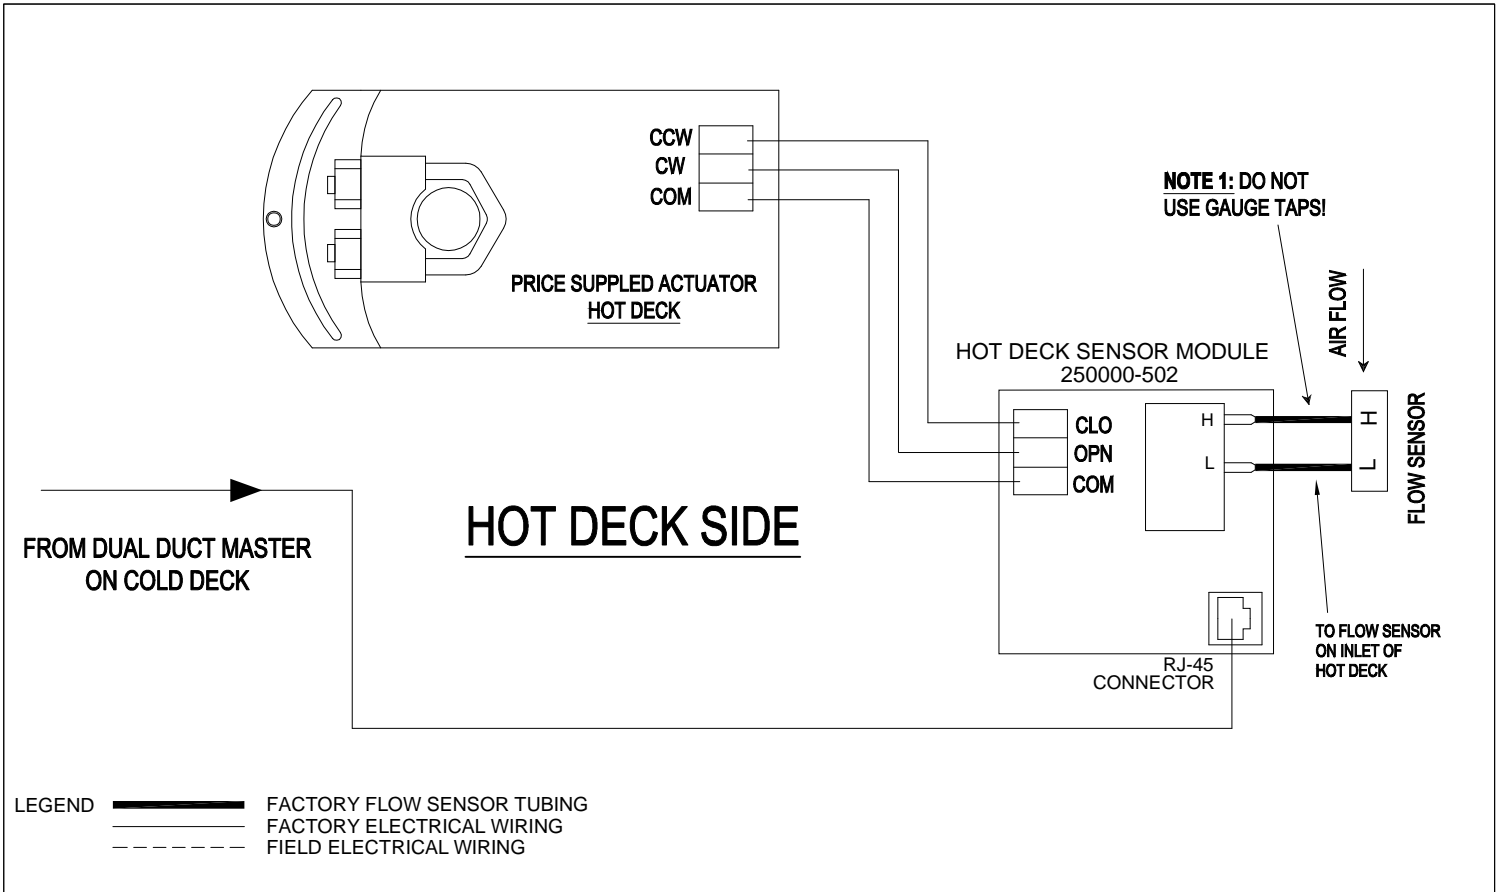 CCW
CW
COM
PRICE SUPPLED ACTUATOR
HOT DECK
NOTE 1: DO NOT
USE GAUGE TAPS!
AIR FLOW
HOT DECK SENSOR MODULE
250000-502
CLO
OPN
COM
H
L
H
L
FLOW SENSOR
FROM DUAL DUCT MASTER
ON COLD DECK
HOT DECK SIDE
TO FLOW SENSOR
ON INLET OF
HOT DECK
RJ-45
CONNECTOR
LEGEND
FACTORY FLOW SENSOR TUBING
FACTORY ELECTRICAL WIRING
FIELD ELECTRICAL WIRING